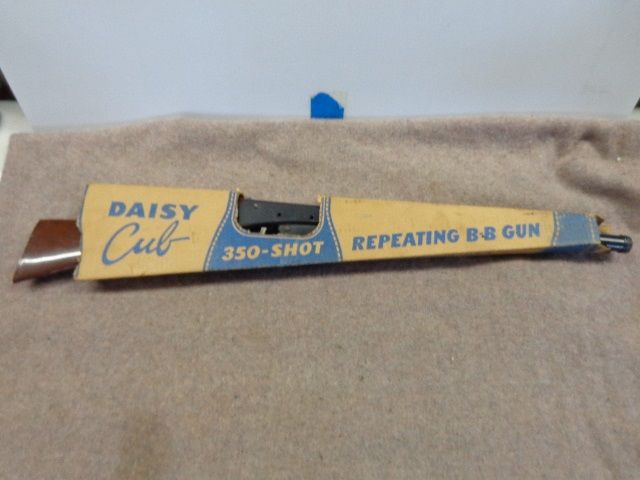 DAISY
Cub
350-SHOT
REPEATING B·B GUN